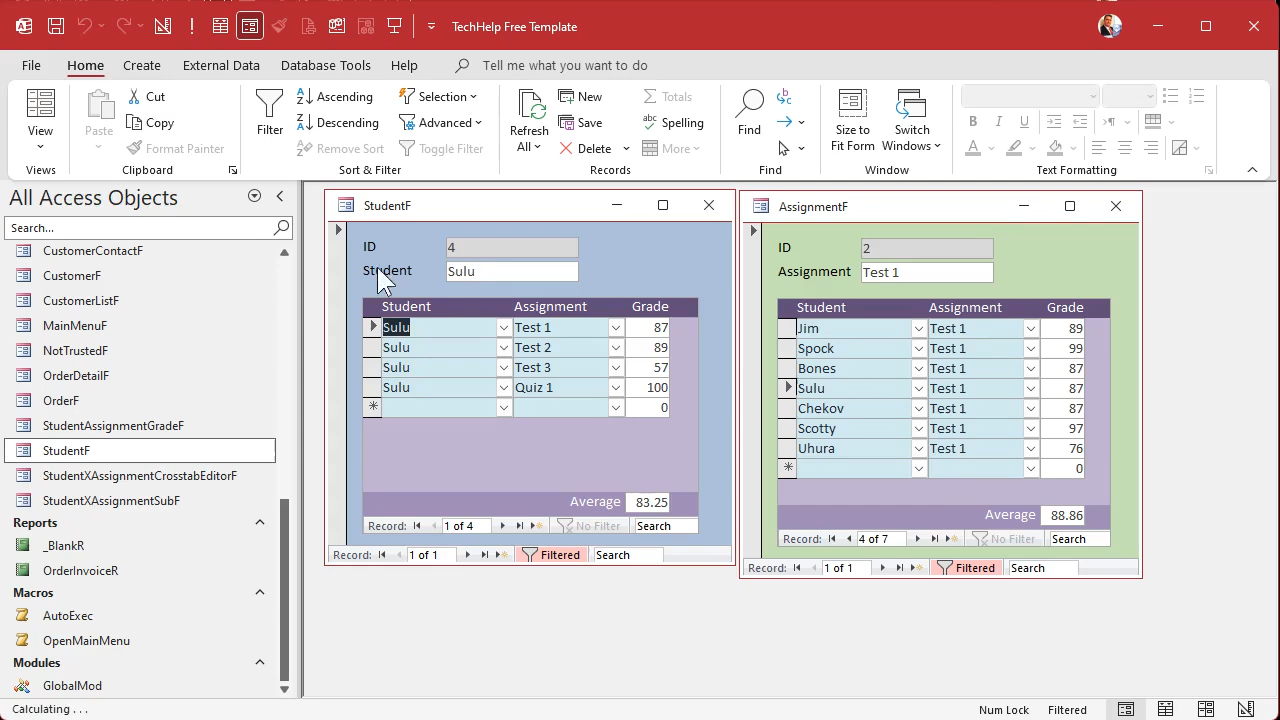 TechHelp Free Template
File Home Create External Data Database Tools Help Tell me what you want to do
View
Views
Paste
Cut
Copy
Format Painter
Clipboard
Filter
Ascending
Descending
Remove Sort
Selection
Advanced
Toggle Filter
Sort & Filter
Refresh
All
New
Save
Delete
Totals
Spelling
More
Records
Find
Find
Size to
Fit Form
Switch
Windows
Window
B I U
Text Formatting
All Access Objects
Search...
CustomerContactF
CustomerF
CustomerListF
MainMenuF
NotTrustedF
OrderDetailF
OrderF
StudentAssignmentGradeF
StudentF
StudentXAssignmentCrosstabEditorF
StudentXAssignmentSubF
Reports
_BlankR
OrderInvoiceR
Macros
AutoExec
OpenMainMenu
Modules
GlobalMod
StudentF
ID 4
Student Sulu
Student Assignment Grade
Sulu Test 1 87
Sulu Test 2 89
Sulu Test 3 57
Sulu Quiz 1 100
0
Average 83.25
Record: 1 of 4 No Filter Search
Record: 1 of 1 Filtered Search
AssignmentF
ID 2
Assignment Test 1
Student Assignment Grade
Jim Test 1 89
Spock Test 1 99
Bones Test 1 87
Sulu Test 1 87
Chekov Test 1 87
Scotty Test 1 97
Uhura Test 1 76
0
Average 88.86
Record: 4 of 7 No Filter Search
Record: 1 of 1 Filtered Search
Calculating . . .
Num Lock Filtered